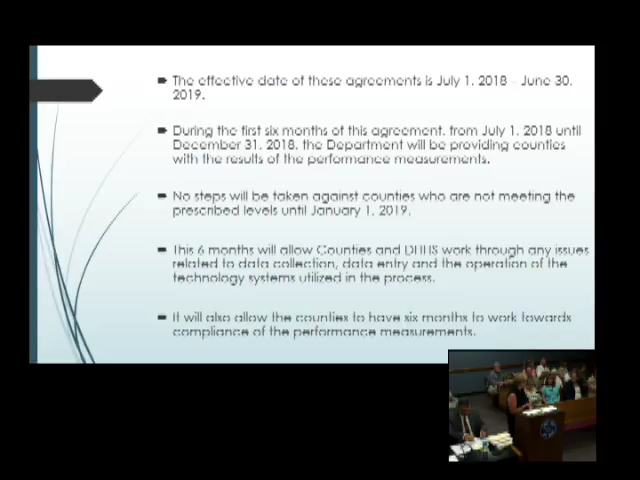 The effective date of these agreements is July 1, 2018 – June 30,
2019.
During the first six months of this agreement, from July 1, 2018 until
December 31, 2018, the Department will be providing counties
with the results of the performance measurements.
No steps will be taken against counties who are not meeting the
prescribed levels until January 1, 2019.
This 6 months will allow Counties and DHHS work through any issues
related to data collection, data entry and the operation of the
technology systems utilized in the process.
It will also allow the counties to have six months to work towards
compliance of the performance measurements.